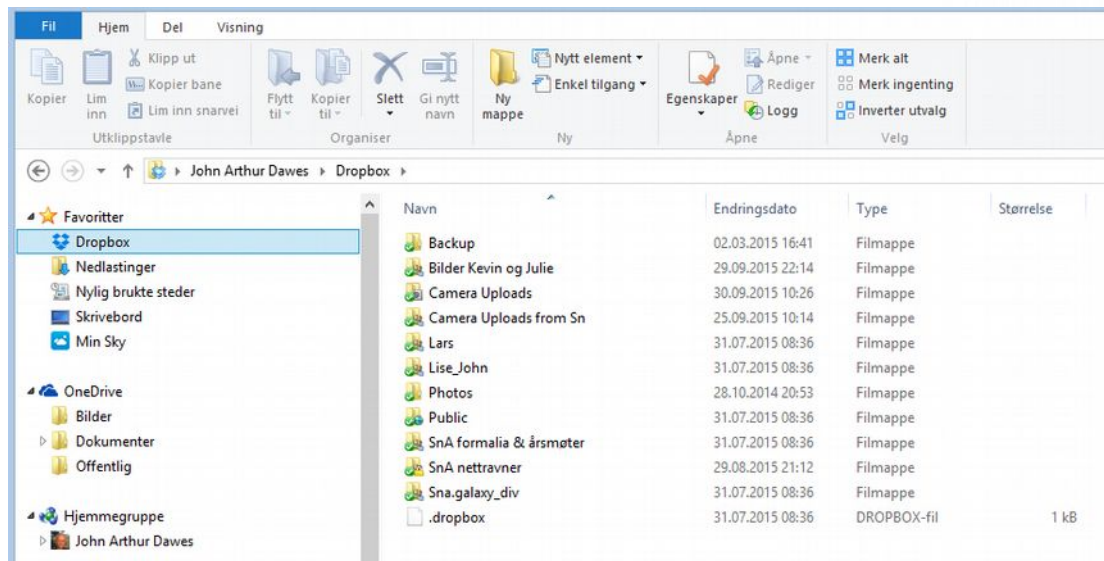 Fil Hjem Del Visning
Kopier
Lim inn
Klipp ut
Kopier bane
Lim inn snarvei
Utklippstavle
Flytt til
Kopier til
Slett
Gi nytt navn
Organiser
Ny mappe
Nytt element
Enkel tilgang
Ny
Egenskaper
Åpne
Rediger
Logg
Åpne
Merk alt
Merk ingenting
Inverter utvalg
Velg
John Arthur Dawes Dropbox
Favoritter
Dropbox
Nedlastinger
Nylig brukte steder
Skrivebord
Min Sky
OneDrive
Bilder
Dokumenter
Offentlig
Hjemmegruppe
John Arthur Dawes
Navn Endringsdato Type Størrelse
Backup 02.03.2015 16:41 Filmappe
Bilder Kevin og Julie 29.09.2015 22:14 Filmappe
Camera Uploads 30.09.2015 10:26 Filmappe
Camera Uploads from Sn 25.09.2015 10:14 Filmappe
Lars 31.07.2015 08:36 Filmappe
Lise_John 31.07.2015 08:36 Filmappe
Photos 28.10.2014 20:53 Filmappe
Public 31.07.2015 08:36 Filmappe
SnA formalia & årsmøter 31.07.2015 08:36 Filmappe
SnA nettravner 29.08.2015 21:12 Filmappe
Sna.galaxy_div 31.07.2015 08:36 Filmappe
.dropbox 31.07.2015 08:36 DROPBOX-fil 1 kB